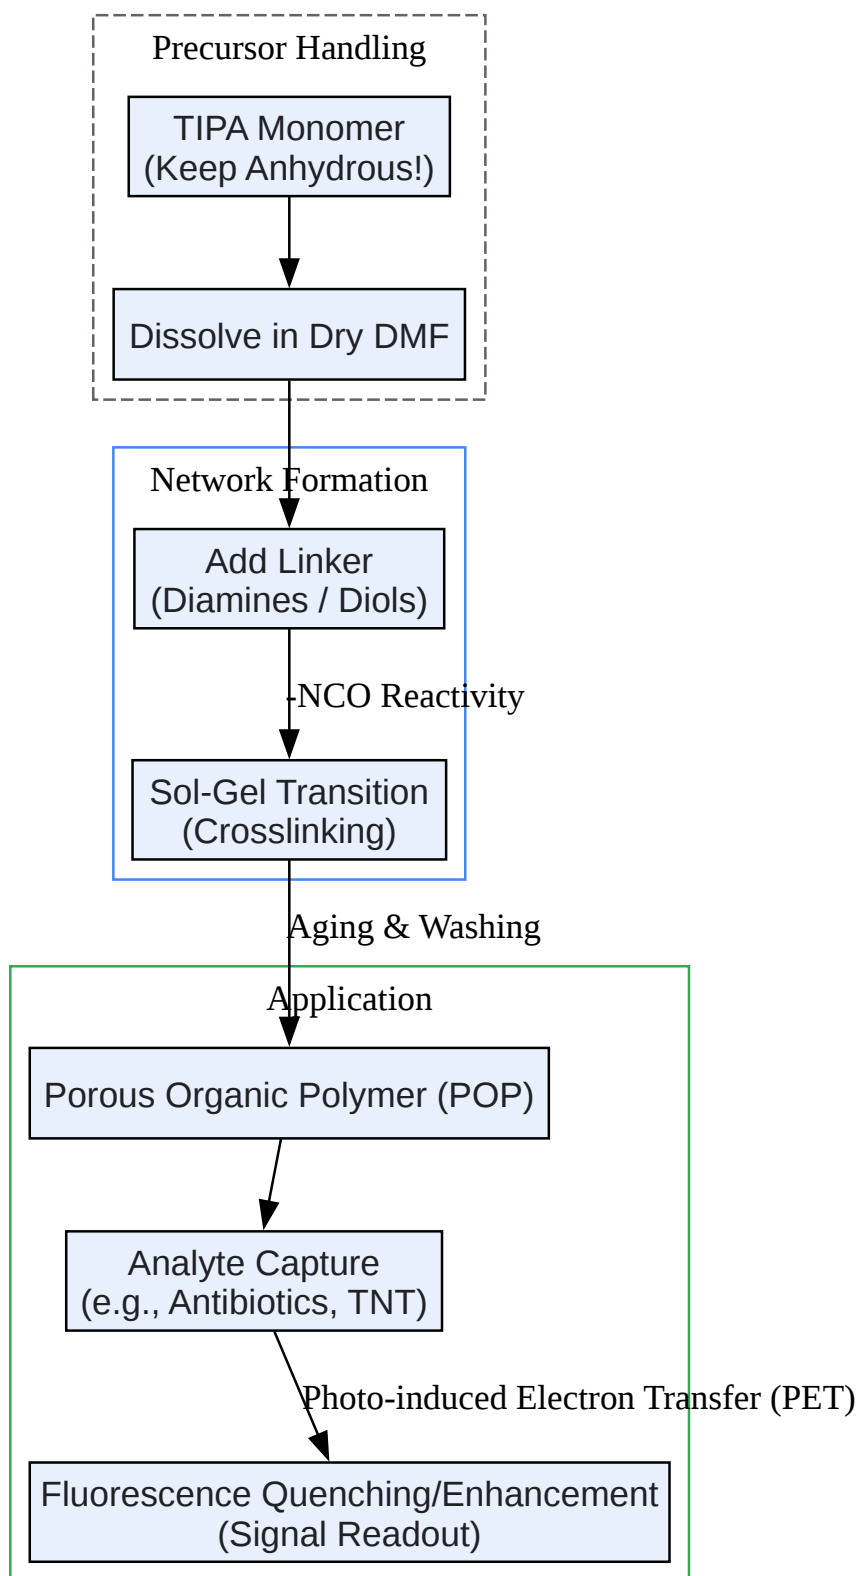 Precursor Handling
TIPA Monomer
(Keep Anhydrous!)
Dissolve in Dry DMF
Network Formation
Add Linker
(Diamines / Diols)
-NCO Reactivity
Sol-Gel Transition
(Crosslinking)
Aging & Washing
Application
Porous Organic Polymer (POP)
Analyte Capture
(e.g., Antibiotics, TNT)
Photo-induced Electron Transfer (PET)
Fluorescence Quenching/Enhancement
(Signal Readout)